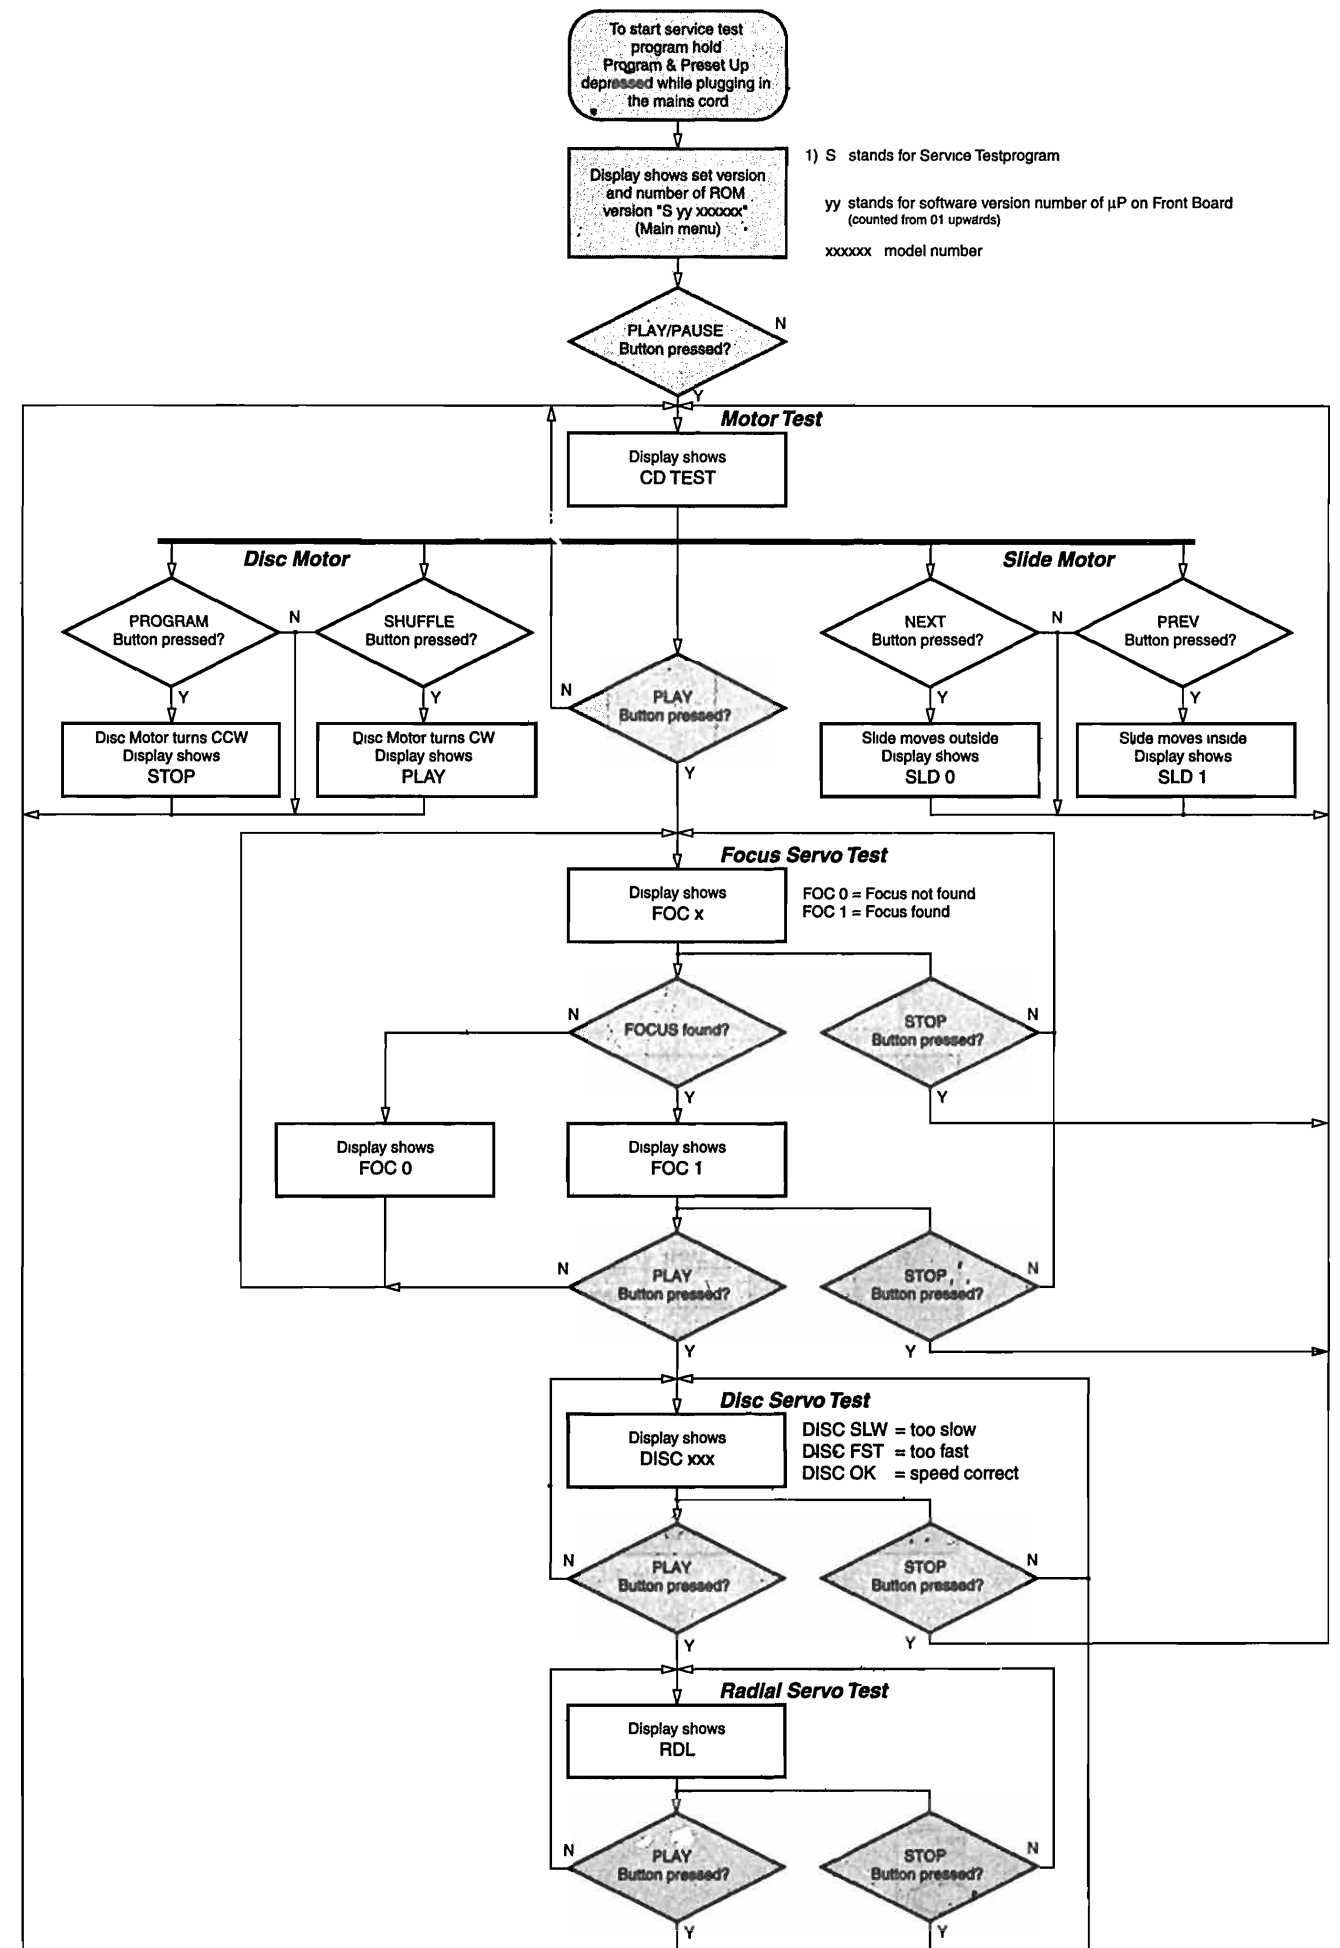 To start service test
program hold
Program & Preset Up
depressed while plugging in
the mains cord
Display shows set version
and number of ROM
version "S yy xxxxxx"
(Main menu)
1) S stands for Service Testprogram
yy stands for software version number of µP on Front Board
(counted from 01 upwards)
xxxxxx model number
PLAY/PAUSE
Button pressed?
N
Y
Motor Test
Display shows
CD TEST
Disc Motor
Slide Motor
PROGRAM
Button pressed?
N
SHUFFLE
Button pressed?
NEXT
Button pressed?
N
PREV
Button pressed?
Y
Y
N
PLAY
Button pressed?
Y
Y
Disc Motor turns CCW
Display shows
STOP
Disc Motor turns CW
Display shows
PLAY
Y
Slide moves outside
Display shows
SLD 0
Slide moves inside
Display shows
SLD 1
Focus Servo Test
Display shows
FOC x
FOC 0 = Focus not found
FOC 1 = Focus found
N
FOCUS found?
STOP
Button pressed?
N
Y
Y
Display shows
FOC 0
Display shows
FOC 1
N
PLAY
Button pressed?
STOP
Button pressed?
N
Y
Y
Disc Servo Test
Display shows
DISC xxx
DISC SLW = too slow
DISC FST = too fast
DISC OK = speed correct
N
PLAY
Button pressed?
STOP
Button pressed?
N
Y
Y
Radial Servo Test
Display shows
RDL
N
PLAY
Button pressed?
STOP
Button pressed?
N
Y
Y